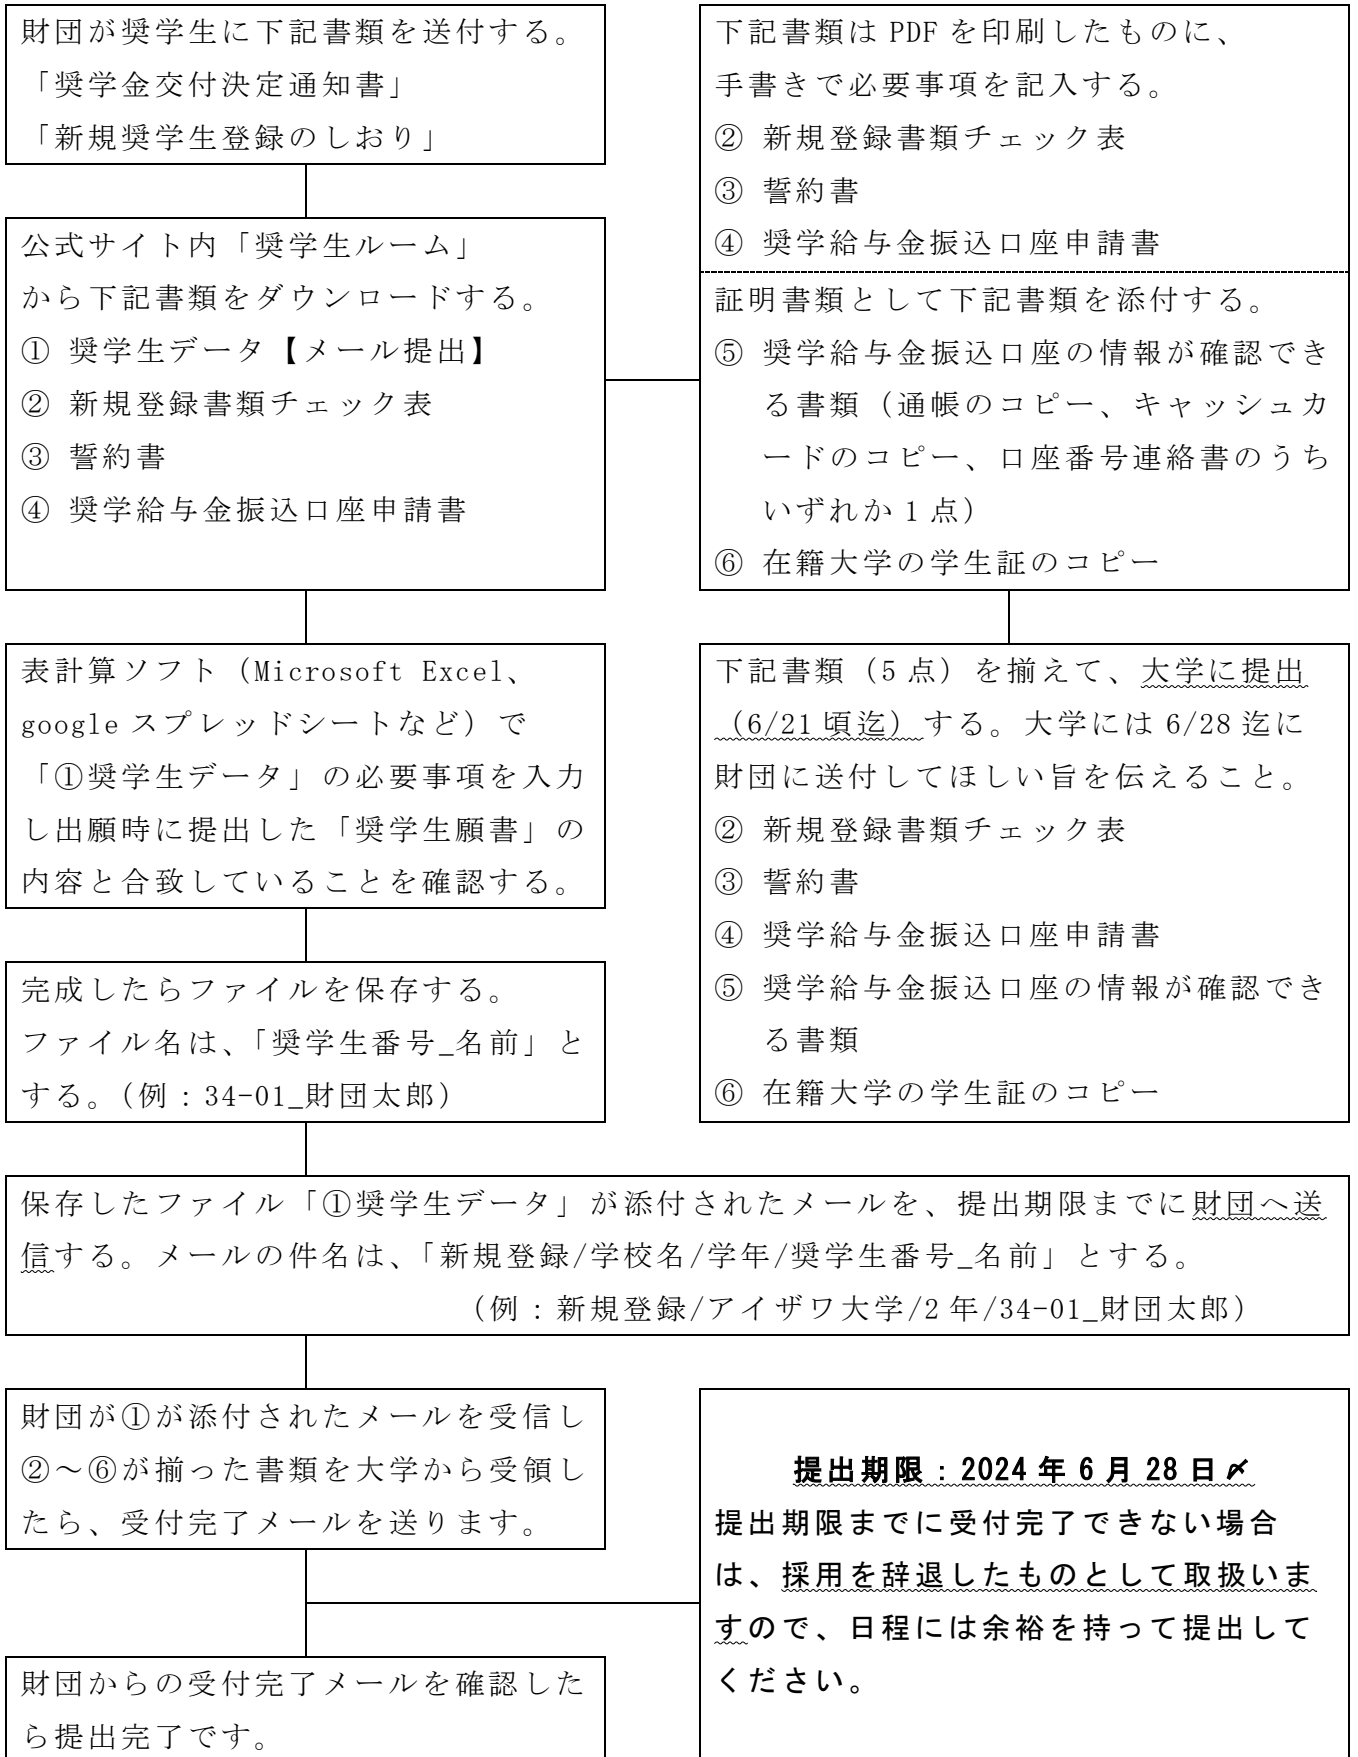 財団が奨学生に下記書類を送付する。
「奨学金交付決定通知書」
「新規奨学生登録のしおり」
公式サイト内「奨学生ルーム」
から下記書類をダウンロードする。
① 奨学生データ【メール提出】
② 新規登録書類チェック表
③ 誓約書
④ 奨学給与金振込口座申請書
下記書類は PDF を印刷したものに、
手書きで必要事項を記入する。
② 新規登録書類チェック表
③ 誓約書
④ 奨学給与金振込口座申請書
証明書類として下記書類を添付する。
⑤ 奨学給与金振込口座の情報が確認でき
る書類（通帳のコピー、キャッシュカ
ードのコピー、口座番号連絡書のうち
いずれか 1 点）
⑥ 在籍大学の学生証のコピー
表計算ソフト（Microsoft Excel、
google スプレッドシートなど）で
「①奨学生データ」の必要事項を入力
し出願時に提出した「奨学生願書」の
内容と合致していることを確認する。
完成したらファイルを保存する。
ファイル名は、「奨学生番号_名前」と
する。（例：34-01_財団太郎）
下記書類（5 点）を揃えて、大学に提出
（6/21 頃迄）する。大学には 6/28 迄に
財団に送付してほしい旨を伝えること。
② 新規登録書類チェック表
③ 誓約書
④ 奨学給与金振込口座申請書
⑤ 奨学給与金振込口座の情報が確認でき
る書類
⑥ 在籍大学の学生証のコピー
保存したファイル「①奨学生データ」が添付されたメールを、提出期限までに財団へ送
信する。メールの件名は、「新規登録/学校名/学年/奨学生番号_名前」とする。
（例：新規登録/アイザワ大学/2 年/34-01_財団太郎）
財団が①が添付されたメールを受信し
②～⑥が揃った書類を大学から受領し
たら、受付完了メールを送ります。
提出期限：2024 年 6 月 28 日〆
提出期限までに受付完了できない場合
は、採用を辞退したものとして取扱いま
すので、日程には余裕を持って提出して
ください。
財団からの受付完了メールを確認した
ら提出完了です。